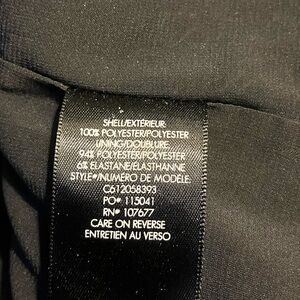 SHELL/EXTÉRIEUR:
100% POLYESTER/POLYESTER
LINING/DOUBLURE:
94% POLYESTER/POLYESTER
6% ELASTANE/ÉLASTHANNE
STYLE#/NUMÉRO DE MODÈLE:
C612058393
PO# 115041
RN# 107677
CARE ON REVERSE
ENTRETIEN AU VERSO